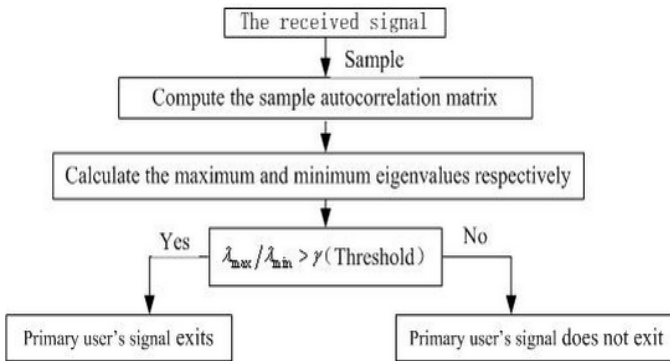 The received signal
Sample
Compute the sample autocorrelation matrix
Calculate the maximum and minimum eigenvalues respectively
Yes
λmax/λmin > γ(Threshold)
No
Primary user's signal exits
Primary user's signal does not exit